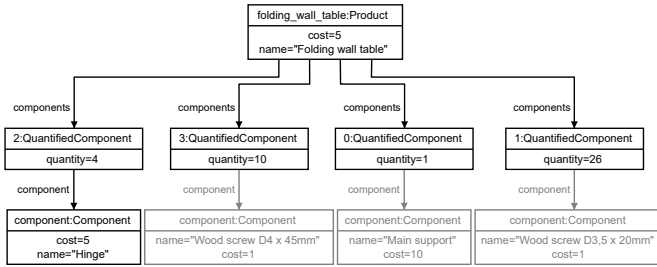 folding_wall_table:Product
cost=5
name="Folding wall table"
components
components
components
components
2:QuantifiedComponent
quantity=4
3:QuantifiedComponent
quantity=10
0:QuantifiedComponent
quantity=1
1:QuantifiedComponent
quantity=26
component
component
component
component
component:Component
cost=5
name="Hinge"
component:Component
name="Wood screw D4 x 45mm"
cost=1
component:Component
name="Main support"
cost=10
component:Component
name="Wood screw D3,5 x 20mm"
cost=1